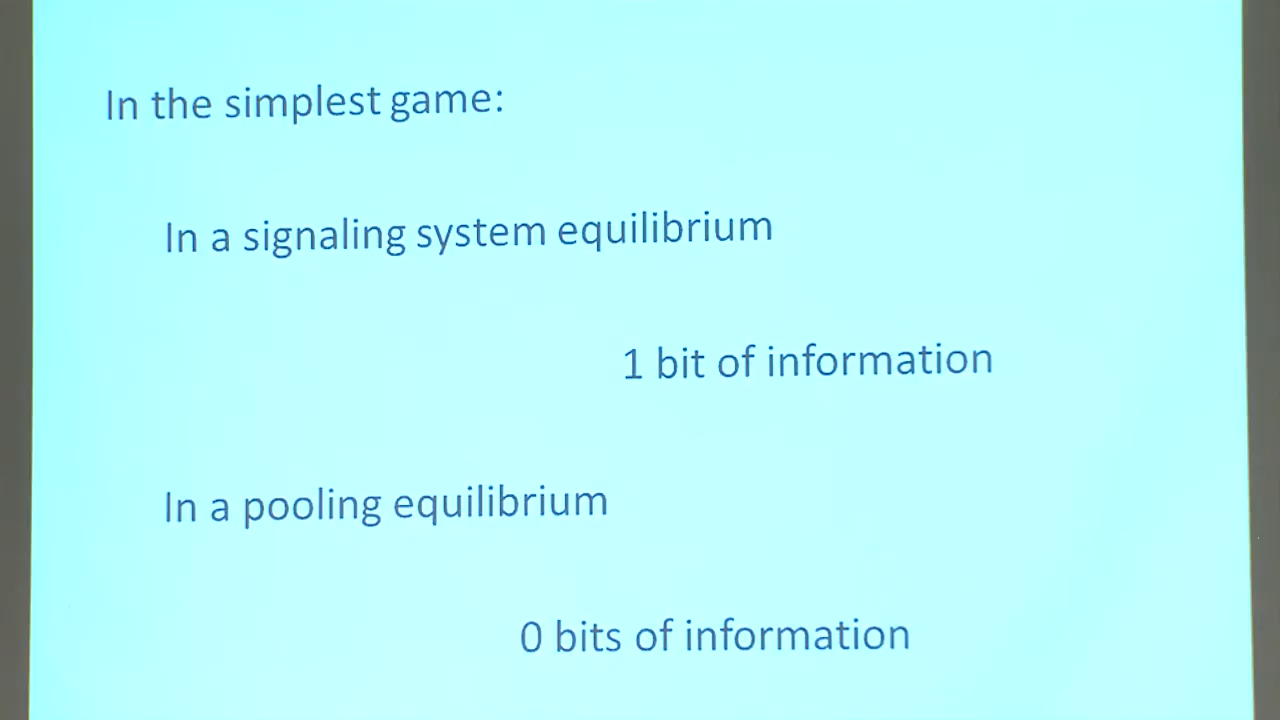 In the simplest game:
In a signaling system equilibrium
1 bit of information
In a pooling equilibrium
0 bits of information